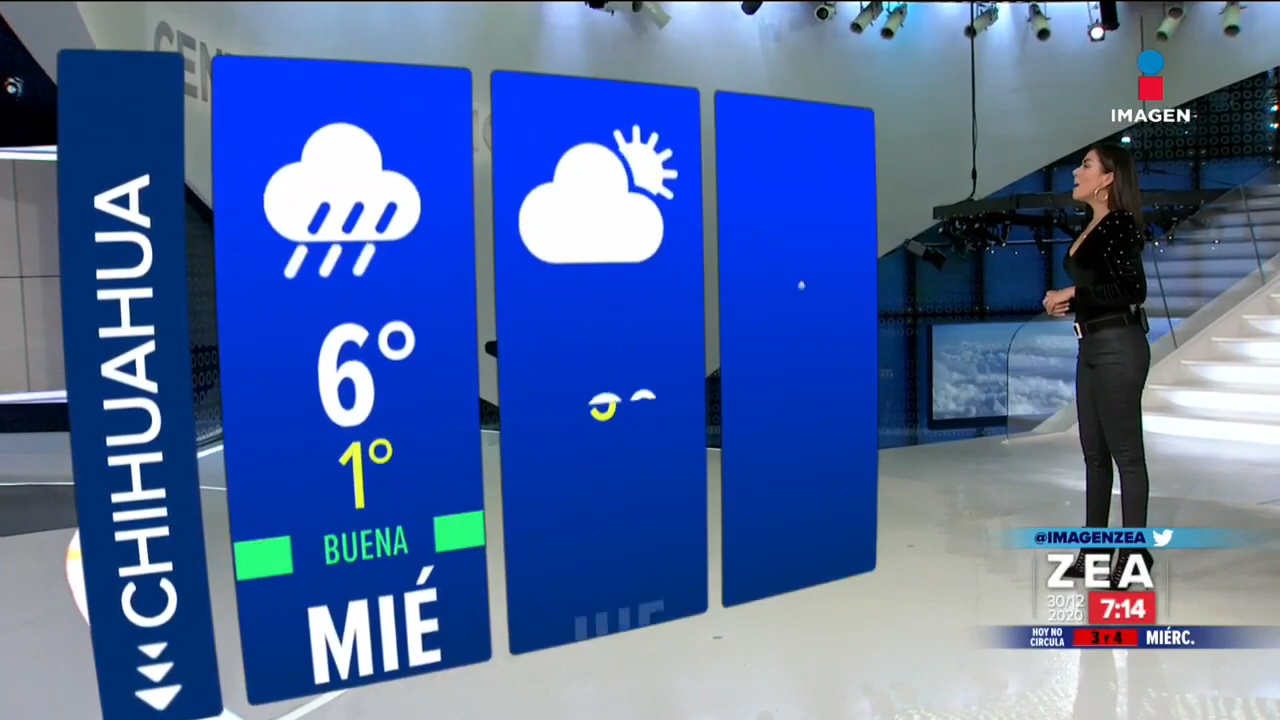 CHIHUAHUA
6°
1°
BUENA
MIÉ
IMAGEN
@IMAGENZEA
ZEA
30/12
2020
7:14
HOY NO
CIRCULA
3 Y 4
MIÉRC.